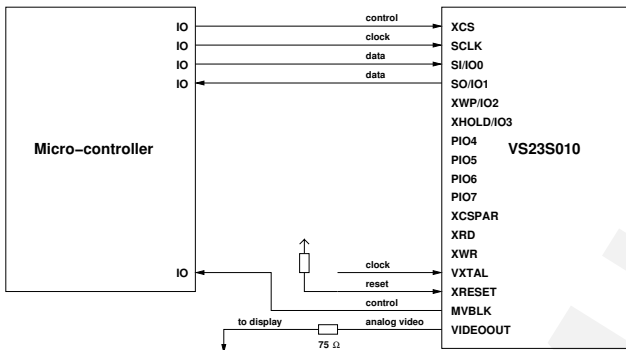 IO control XCS
IO clock SCLK
IO data SI/IO0
IO data SO/IO1
XWP/IO2
XHOLD/IO3
PIO4
Micro−controller VS23S010
PIO5
PIO6
PIO7
XCSPAR
XRD
XWR
IO clock VXTAL
reset XRESET
control MVBLK
to display analog video VIDEOOUT
75 Ω